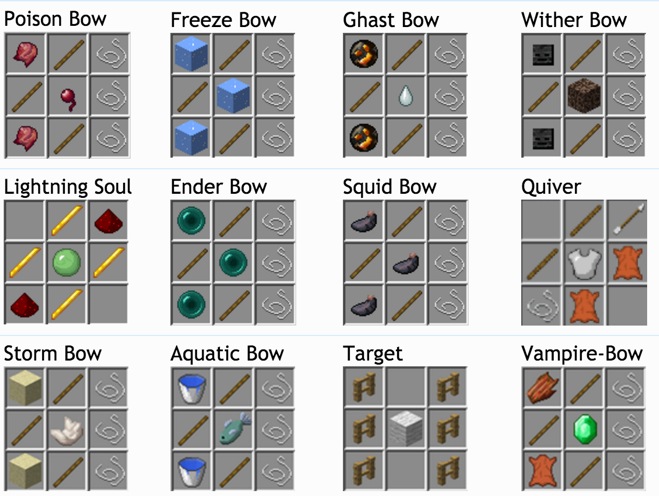 Poison Bow
Freeze Bow
Ghast Bow
Wither Bow
Lightning Soul
Ender Bow
Squid Bow
Quiver
Storm Bow
Aquatic Bow
Target
Vampire-Bow